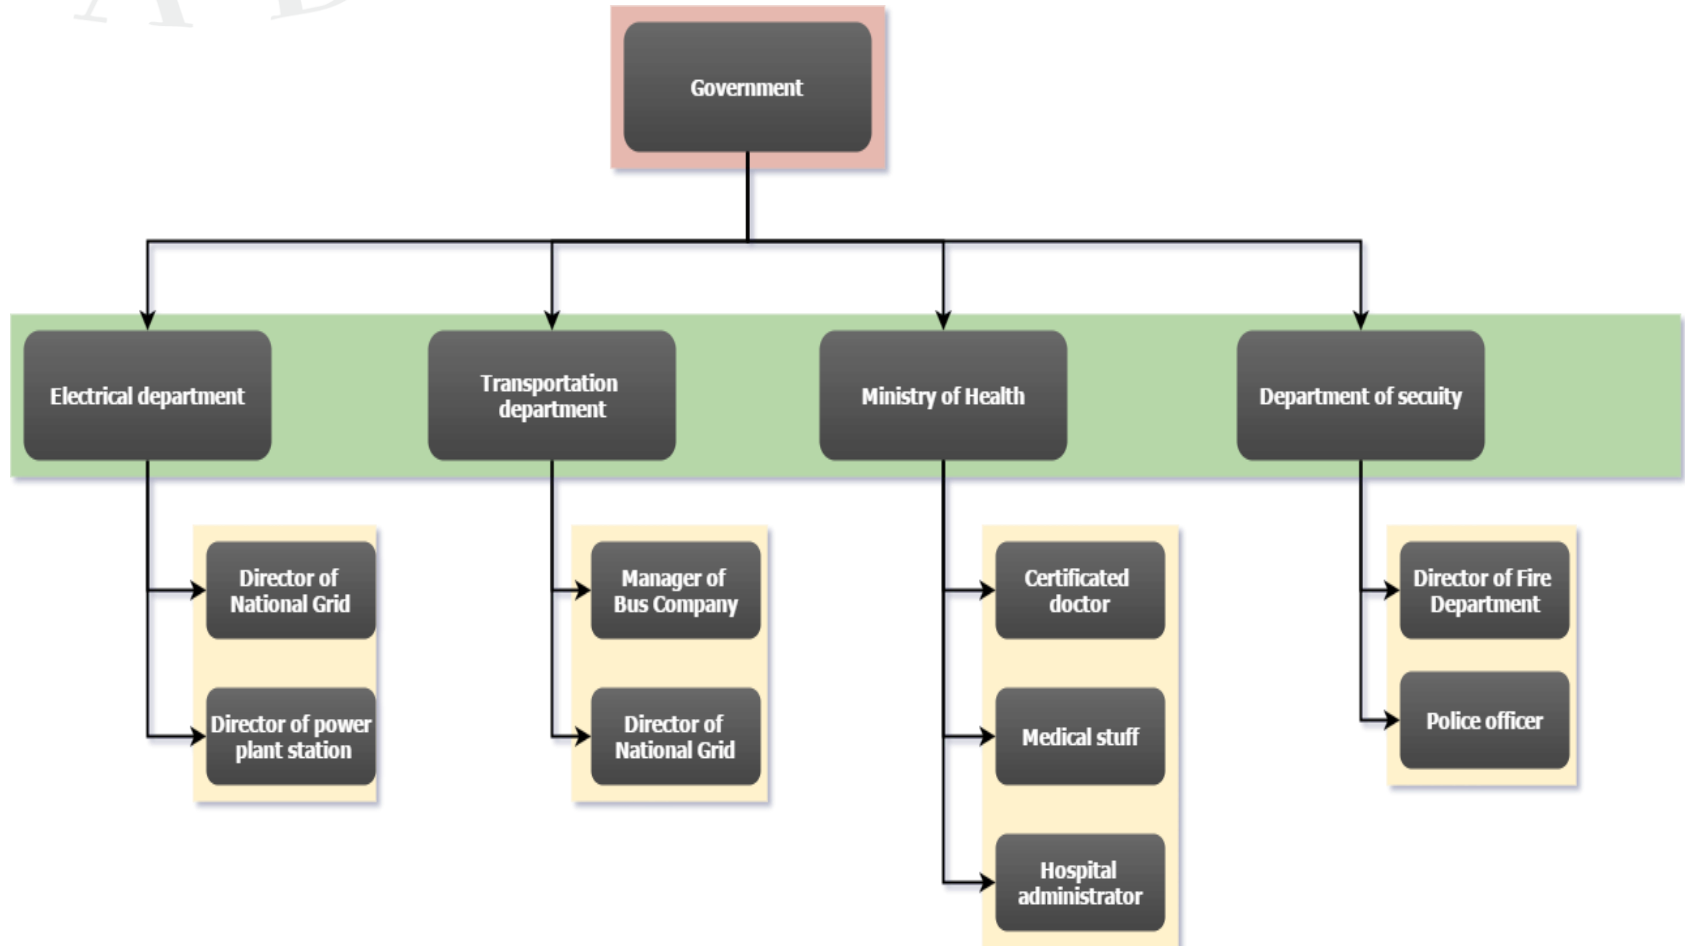 Government
Electrical department
Transportation
department
Ministry of Health
Department of secuity
Director of
National Grid
Director of power
plant station
Manager of
Bus Company
Director of
National Grid
Certificated
doctor
Medical stuff
Hospital
administrator
Director of Fire
Department
Police officer